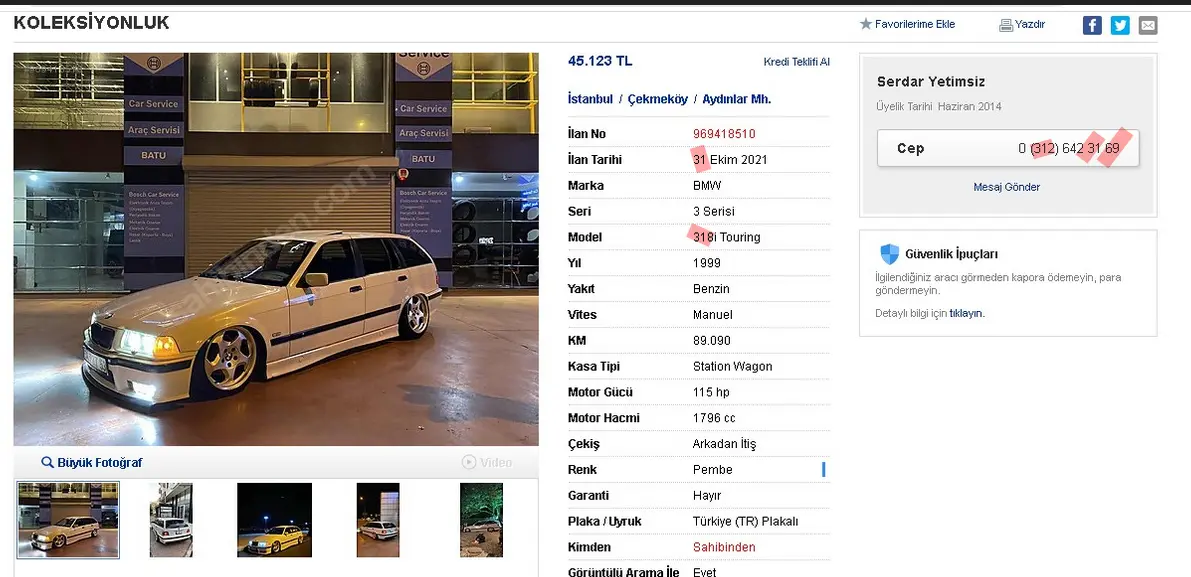 KOLEKSİYONLUK
Favorilerime Ekle
Yazdır
Service
Car Service
Araç Servisi
BATU
Bosch Car Service
Car Service
Araç Servisi
BATU
Bosch Car Service
sahibinden.com
Büyük Fotoğraf
Video
45.123 TL
Kredi Teklifi Al
İstanbul / Çekmeköy / Aydınlar Mh.
İlan No 969418510
İlan Tarihi 31 Ekim 2021
Marka BMW
Seri 3 Serisi
Model 318i Touring
Yıl 1999
Yakıt Benzin
Vites Manuel
KM 89.090
Kasa Tipi Station Wagon
Motor Gücü 115 hp
Motor Hacmi 1796 cc
Çekiş Arkadan İtiş
Renk Pembe
Garanti Hayır
Plaka / Uyruk Türkiye (TR) Plakalı
Kimden Sahibinden
Görüntülü Arama İle Evet
Serdar Yetimsiz
Üyelik Tarihi Haziran 2014
Cep 0 (312) 642 31 69
Mesaj Gönder
Güvenlik İpuçları
İlgilendiğiniz aracı görmeden kapora ödemeyin, para
göndermeyin.
Detaylı bilgi için tıklayın.